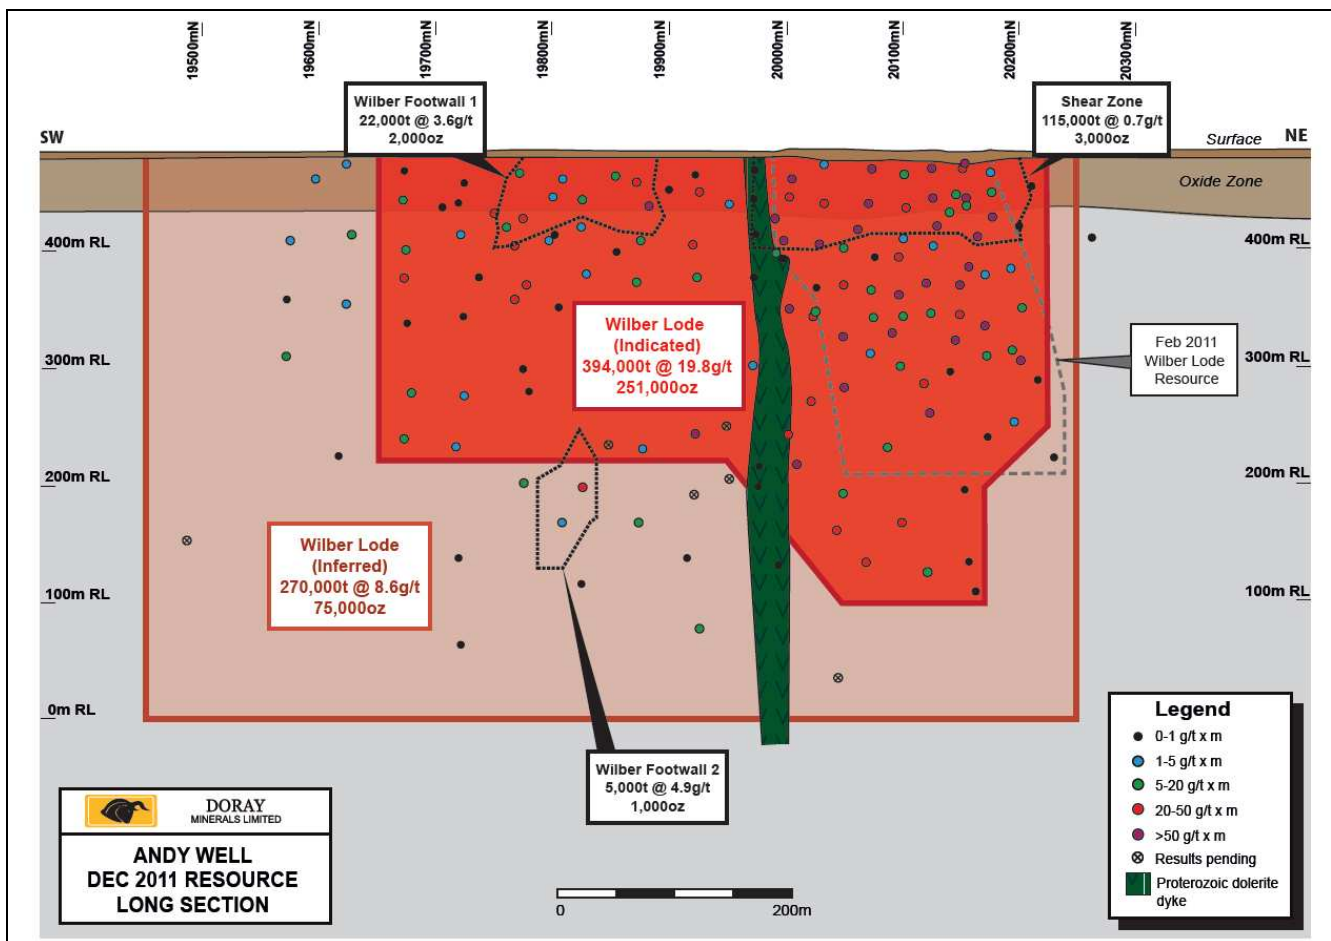 19500mN
19600mN
19700mN
19800mN
19900mN
20000mN
20100mN
20200mN
20300mN
Wilber Footwall 1
22,000t @ 3.6g/t
2,000oz
Shear Zone
115,000t @ 0.7g/t
3,000oz
SW
Surface
NE
Oxide Zone
400m RL
400m RL
Wilber Lode
(Indicated)
394,000t @ 19.8g/t
251,000oz
Feb 2011
Wilber Lode
Resource
300m RL
300m RL
200m RL
200m RL
Wilber Lode
(Inferred)
270,000t @ 8.6g/t
75,000oz
100m RL
100m RL
0m RL
Wilber Footwall 2
5,000t @ 4.9g/t
1,000oz
Legend
0-1 g/t x m
1-5 g/t x m
5-20 g/t x m
20-50 g/t x m
>50 g/t x m
Results pending
Proterozoic dolerite
dyke
DORAY
MINERALS LIMITED
ANDY WELL
DEC 2011 RESOURCE
LONG SECTION
0
200m